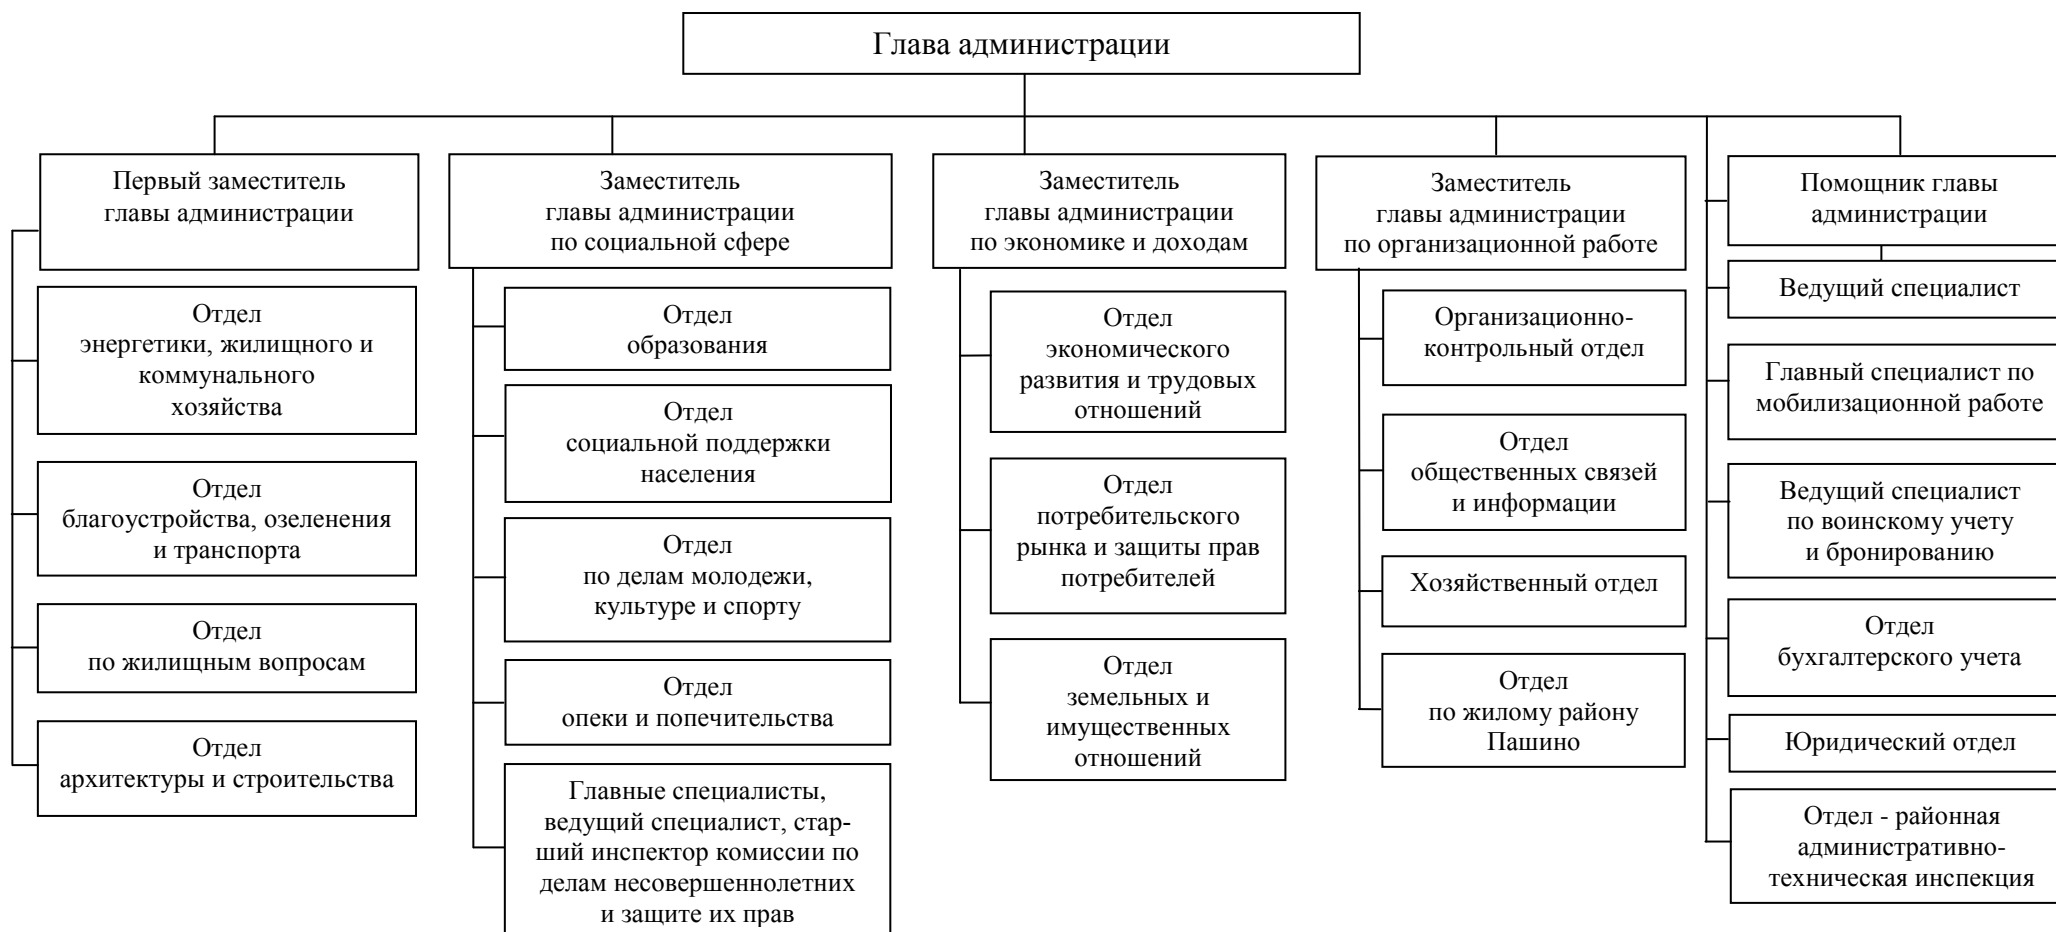 Глава администрации
Первый заместитель
главы администрации
Отдел
энергетики, жилищного и
коммунального
хозяйства
Отдел
благоустройства, озеленения
и транспорта
Отдел
по жилищным вопросам
Отдел
архитектуры и строительства
Заместитель
главы администрации
по социальной сфере
Отдел
образования
Отдел
социальной поддержки
населения
Отдел
по делам молодежи,
культуре и спорту
Отдел
опеки и попечительства
Главные специалисты,
ведущий специалист, стар-
ший инспектор комиссии по
делам несовершеннолетних
и защите их прав
Заместитель
главы администрации
по экономике и доходам
Отдел
экономического
развития и трудовых
отношений
Отдел
потребительского
рынка и защиты прав
потребителей
Отдел
земельных и
имущественных
отношений
Заместитель
главы администрации
по организационной работе
Организационно-
контрольный отдел
Отдел
общественных связей
и информации
Хозяйственный отдел
Отдел
по жилому району
Пашино
Помощник главы
администрации
Ведущий специалист
Главный специалист по
мобилизационной работе
Ведущий специалист
по воинскому учету
и бронированию
Отдел
бухгалтерского учета
Юридический отдел
Отдел - районная
административно-
техническая инспекция